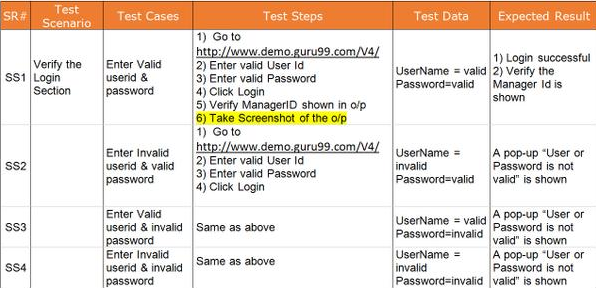 SR# Test Scenario Test Cases Test Steps Test Data Expected Result
SS1
Verify the
Login
Section
Enter Valid
userid &
password
1) Go to
http://www.demo.guru99.com/V4/
2) Enter valid User Id
3) Enter valid Password
4) Click Login
5) Verify ManagerID shown in o/p
6) Take Screenshot of the o/p
UserName = valid
Password=valid
1) Login successful
2) Verify the
Manager Id is
shown
SS2
Enter Invalid
userid & valid
password
1) Go to
http://www.demo.guru99.com/V4/
2) Enter valid User Id
3) Enter valid Password
4) Click Login
UserName =
invalid
Password=valid
A pop-up “User or
Password is not
valid” is shown
SS3
Enter Valid
userid & invalid
password
Same as above
UserName = valid
Password=invalid
A pop-up “User or
Password is not
valid” is shown
SS4
Enter Invalid
userid & invalid
password
Same as above
UserName =
invalid
Password=invalid
A pop-up “User or
Password is not
valid” is shown